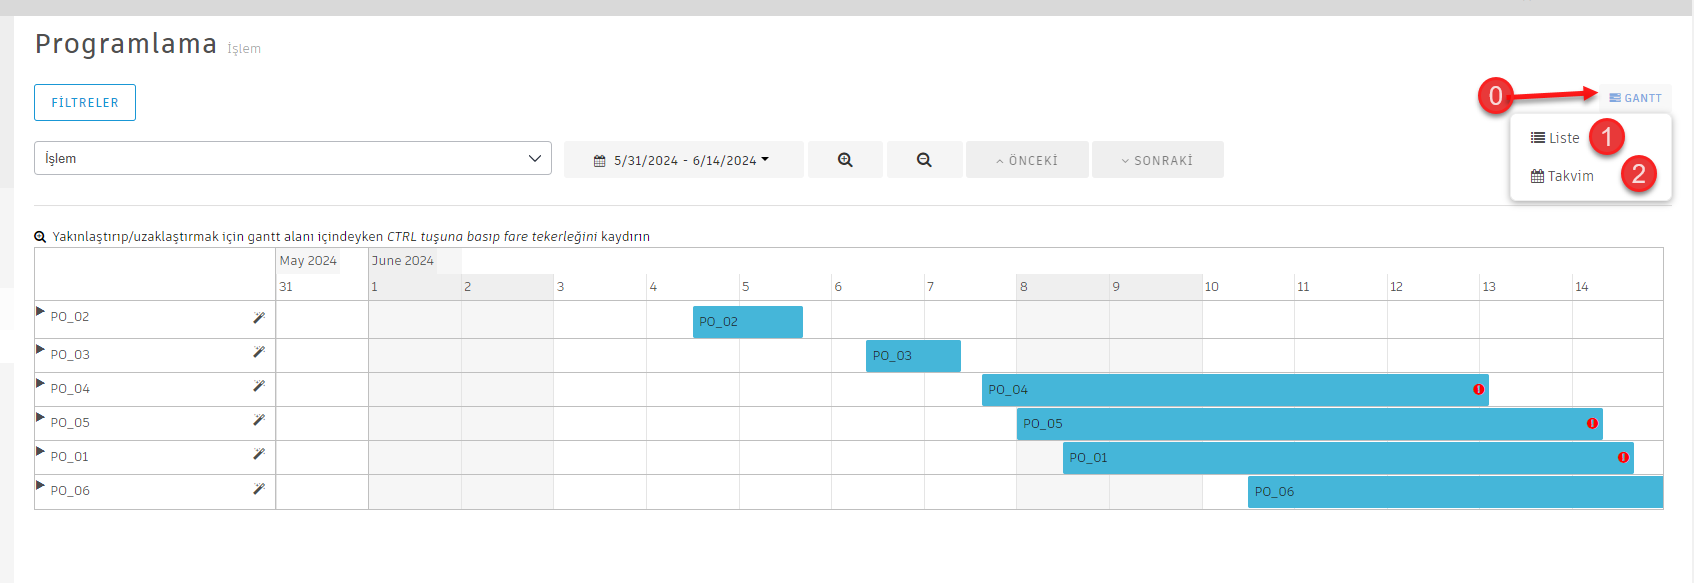 Programlama İşlem
FİLTRELER
0
GANTT
Liste
1
Takvim
2
İşlem
5/31/2024 - 6/14/2024
ÖNCEKİ
SONRAKİ
Yakınlaştırıp/uzaklaştırmak için gantt alanı içindeyken CTRL tuşuna basıp fare tekerleğini kaydırın
May 2024 June 2024
31 1 2 3 4 5 6 7 8 9 10 11 12 13 14
PO_02 PO_02
PO_03 PO_03
PO_04 PO_04
PO_05 PO_05
PO_01 PO_01
PO_06 PO_06